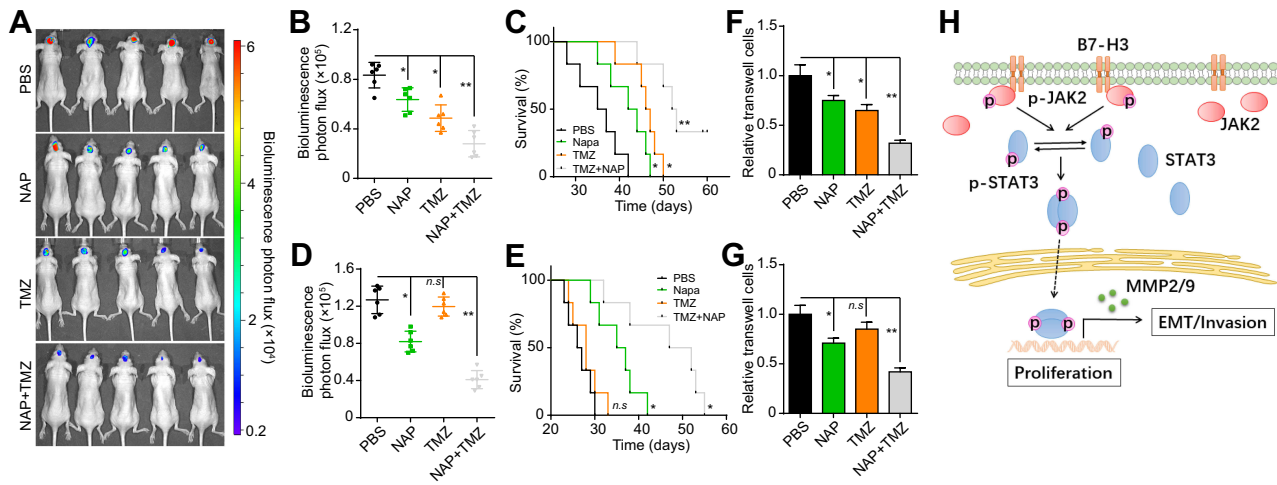 A
PBS
NAP
TMZ
NAP+TMZ
6
4
2
0.2
Bioluminescence photon flux (×10⁴)
B
Bioluminescence
photon flux (×10⁵)
1.2
0.8
0.4
0
*
*
**
PBS
NAP
TMZ
NAP+TMZ
C
Survival (%)
100
50
0
PBS
Napa
TMZ
TMZ+NAP
**
*
*
30
40
50
60
Time (days)
D
Bioluminescence
photon flux (×10⁵)
1.6
1.2
0.8
0.4
0
*
n.s
**
PBS
NAP
TMZ
NAP+TMZ
E
Survival (%)
100
50
0
PBS
Napa
TMZ
TMZ+NAP
n.s
*
*
20
30
40
50
60
Time (days)
F
Relative transwell cells
1.5
1.0
0.5
0
*
*
**
PBS
NAP
TMZ
NAP+TMZ
G
Relative transwell cells
1.5
1.0
0.5
0
*
n.s
**
PBS
NAP
TMZ
NAP+TMZ
H
B7-H3
p
p-JAK2
p
JAK2
p
p
STAT3
p-STAT3
p
p
MMP2/9
p
p
EMT/Invasion
Proliferation